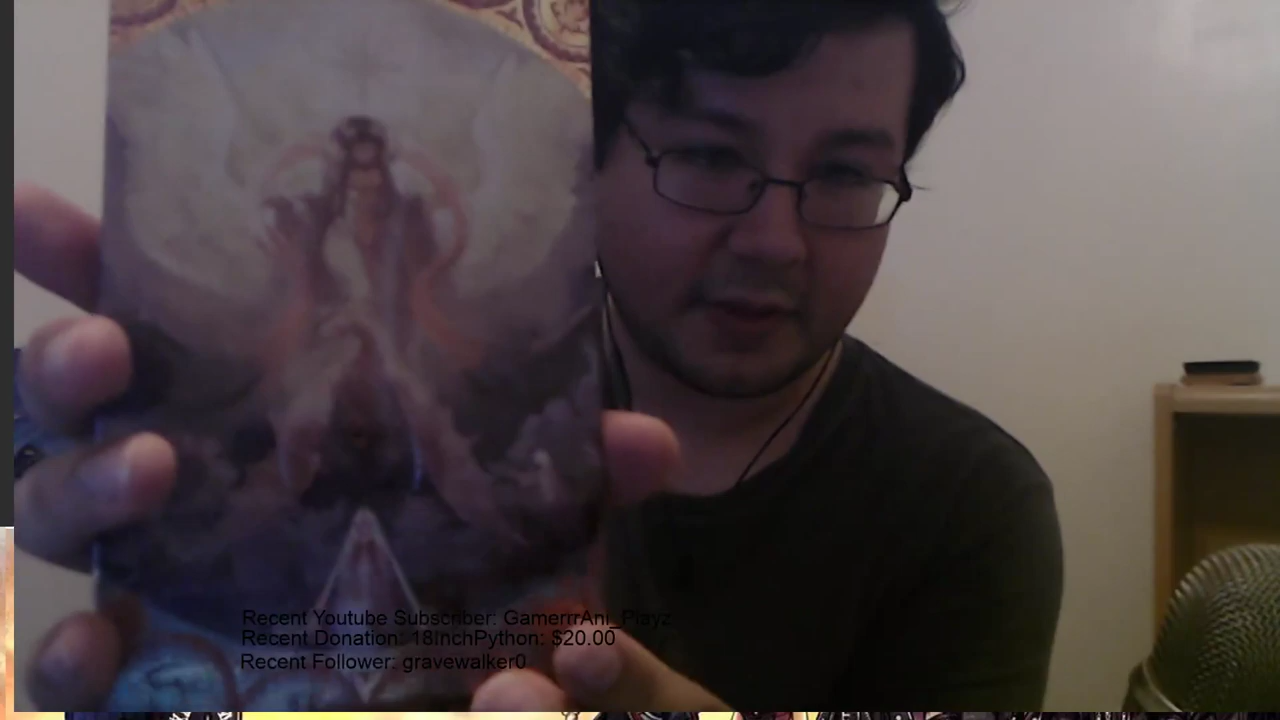 Recent Youtube Subscriber: GamerrrAni_Playz
Recent Donation: 18InchPython: $20.00
Recent Follower: gravewalker0